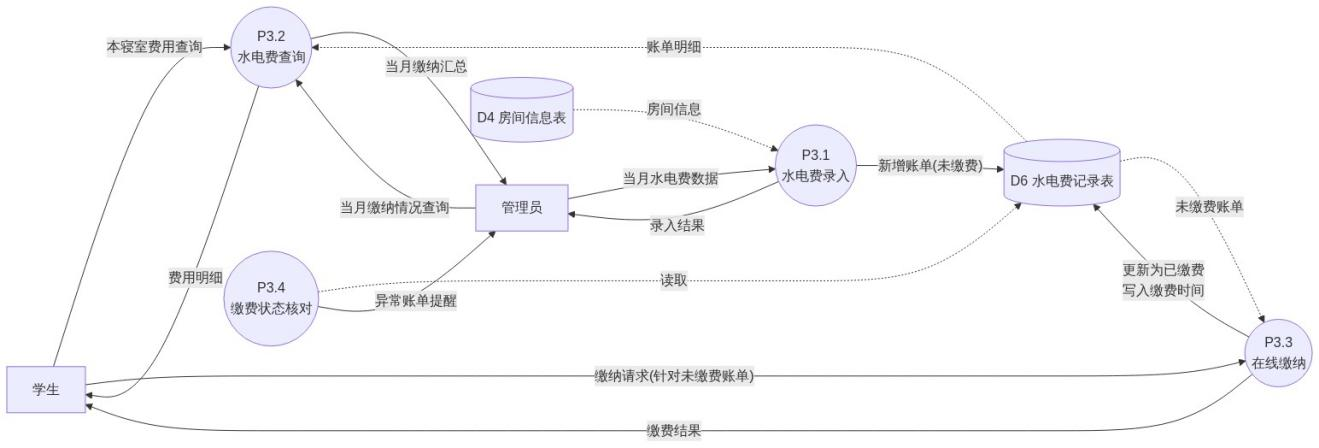 P3.2
水电费查询
本寝室费用查询
账单明细
当月缴纳汇总
D4 房间信息表
房间信息
P3.1
水电费录入
新增账单(未缴费)
D6 水电费记录表
当月水电费数据
管理员
当月缴纳情况查询
录入结果
未缴费账单
费用明细
P3.4
缴费状态核对
读取
异常账单提醒
更新为已缴费
写入缴费时间
P3.3
在线缴纳
学生
缴纳请求(针对未缴费账单)
缴费结果